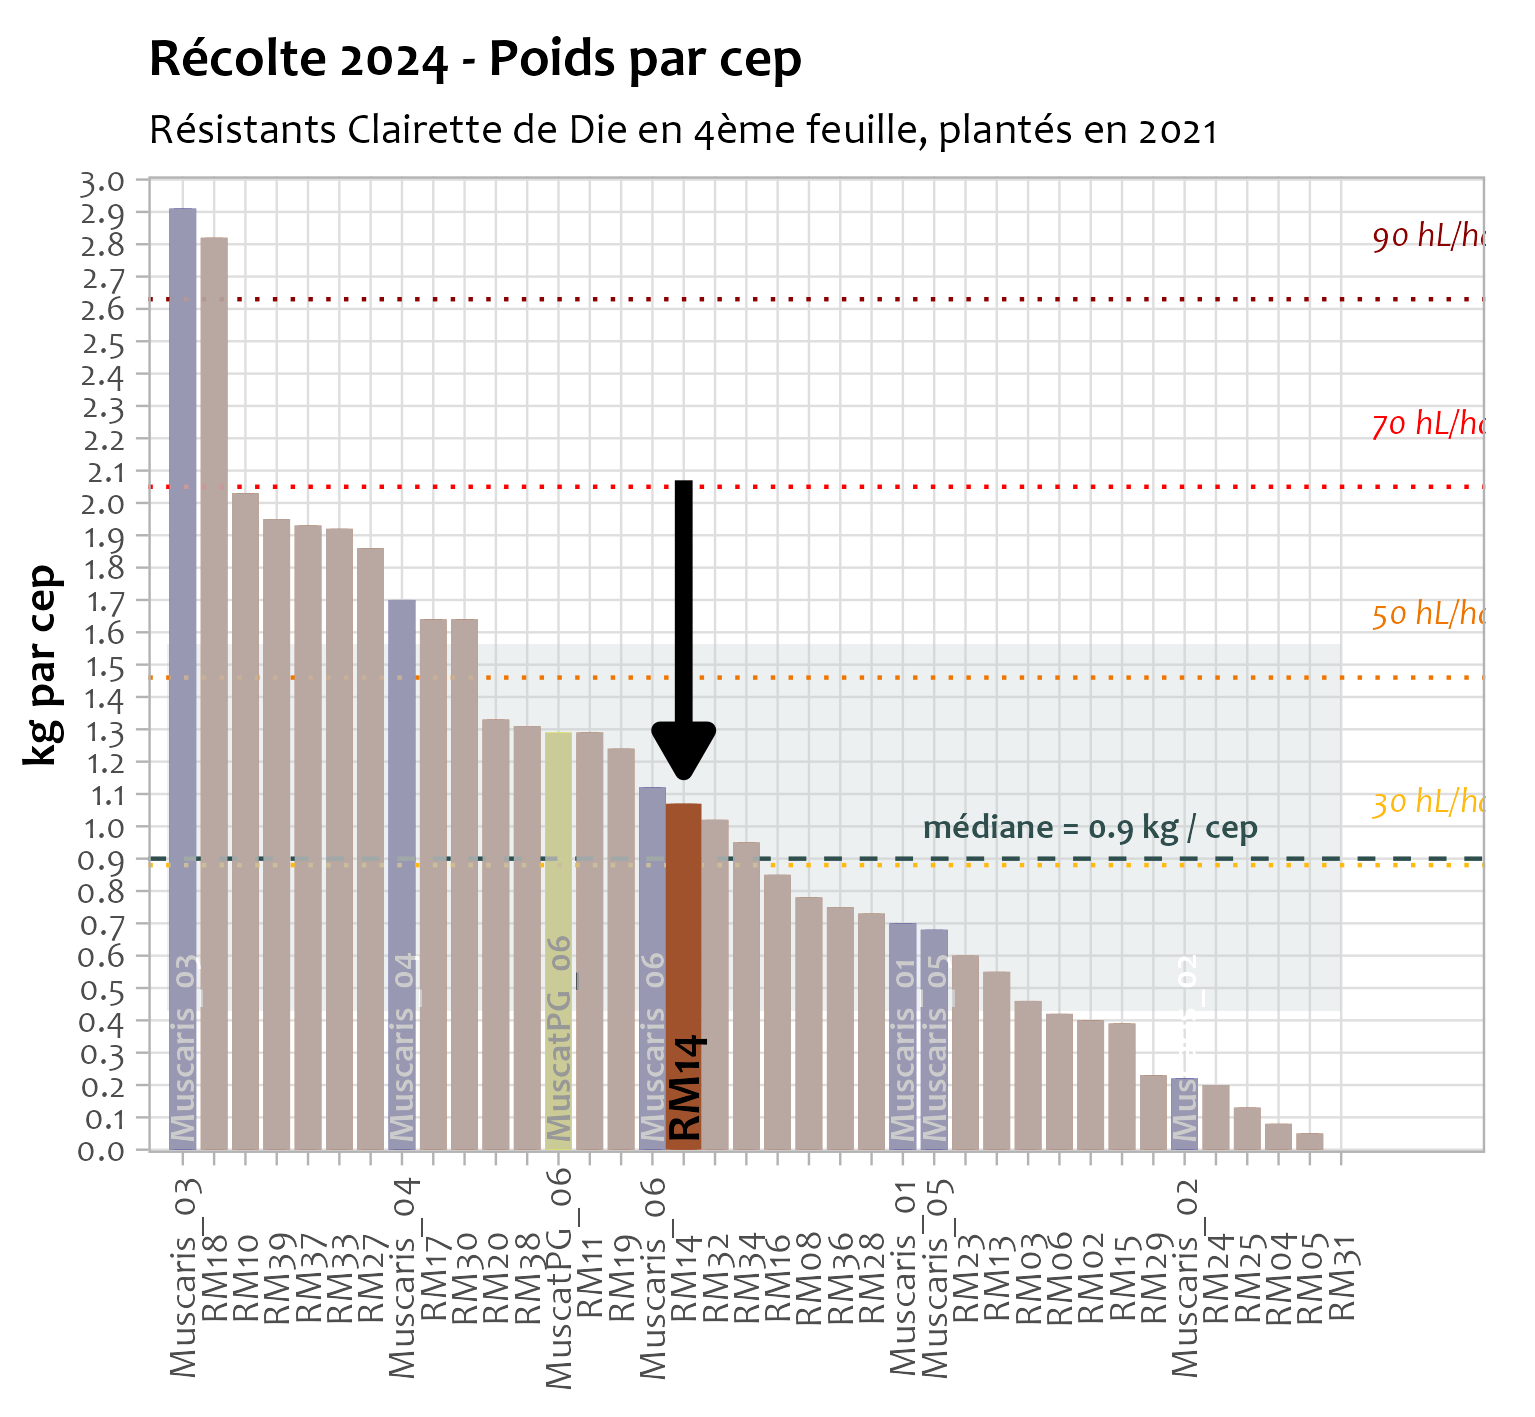 Récolte 2024 - Poids par cep
Résistants Clairette de Die en 4ème feuille, plantés en 2021
kg par cep
3.0
2.9
2.8
2.7
2.6
2.5
2.4
2.3
2.2
2.1
2.0
1.9
1.8
1.7
1.6
1.5
1.4
1.3
1.2
1.1
1.0
0.9
0.8
0.7
0.6
0.5
0.4
0.3
0.2
0.1
0.0
90 hL/ha
70 hL/ha
50 hL/ha
30 hL/ha
médiane = 0.9 kg / cep
Muscaris_03
Muscaris_04
MuscatPG_06
Muscaris_06
RM14
Muscaris_01
Muscaris_05
Muscaris_02
Muscaris_03
RM18
RM10
RM39
RM37
RM33
RM27
Muscaris_04
RM17
RM30
RM20
RM38
MuscatPG_06
RM11
RM19
Muscaris_06
RM14
RM32
RM34
RM16
RM08
RM36
RM28
Muscaris_01
Muscaris_05
RM23
RM13
RM03
RM06
RM02
RM15
RM29
Muscaris_02
RM24
RM25
RM04
RM05
RM31